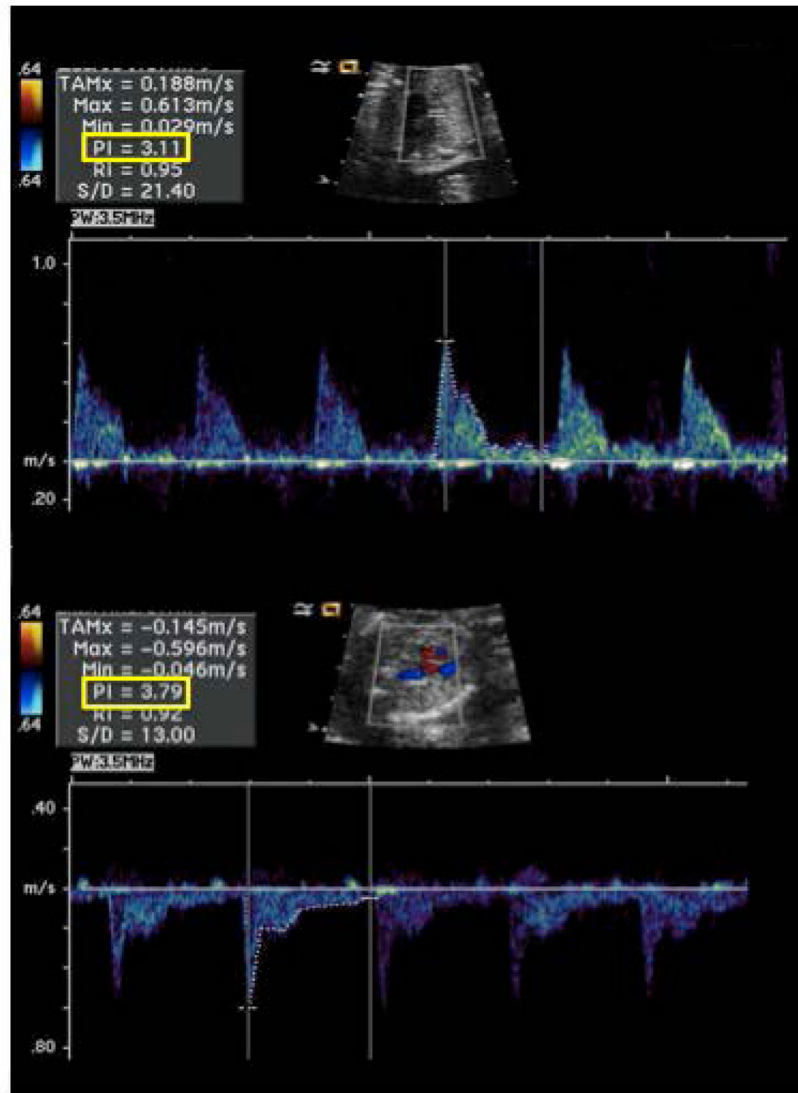 .64
TAMx = 0.188m/s
Max = 0.613m/s
Min = 0.029m/s
PI = 3.11
RI = 0.95
.64
S/D = 21.40
PW:3.5MHz
1.0
m/s
.20
.64
TAMx = -0.145m/s
Max = -0.596m/s
Min = -0.046m/s
PI = 3.79
RI = 0.92
.64
S/D = 13.00
PW:3.5MHz
.40
m/s
.80